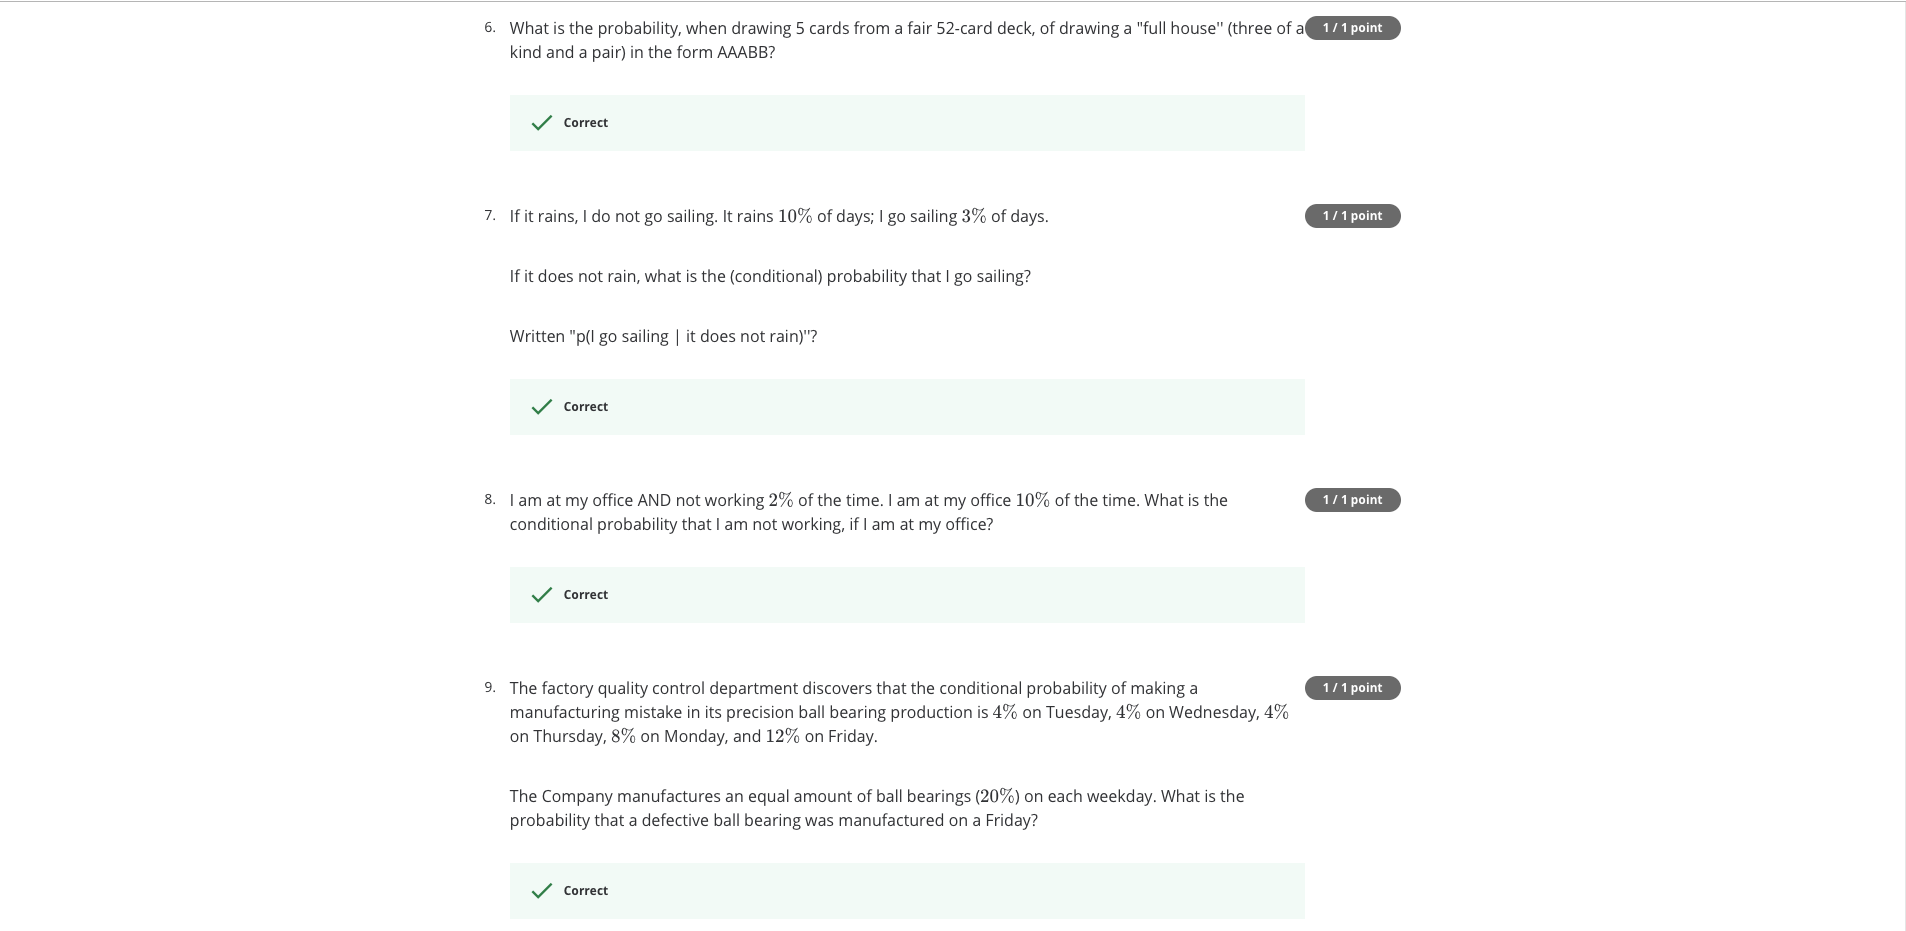 6. What is the probability, when drawing 5 cards from a fair 52-card deck, of drawing a "full house'' (three of a 1 / 1 point
kind and a pair) in the form AAABB?
Correct
7. If it rains, I do not go sailing. It rains 10% of days; I go sailing 3% of days. 1 / 1 point
If it does not rain, what is the (conditional) probability that I go sailing?
Written "p(I go sailing | it does not rain)''?
Correct
8. I am at my office AND not working 2% of the time. I am at my office 10% of the time. What is the 1 / 1 point
conditional probability that I am not working, if I am at my office?
Correct
9. The factory quality control department discovers that the conditional probability of making a 1 / 1 point
manufacturing mistake in its precision ball bearing production is 4% on Tuesday, 4% on Wednesday, 4%
on Thursday, 8% on Monday, and 12% on Friday.
The Company manufactures an equal amount of ball bearings (20%) on each weekday. What is the
probability that a defective ball bearing was manufactured on a Friday?
Correct